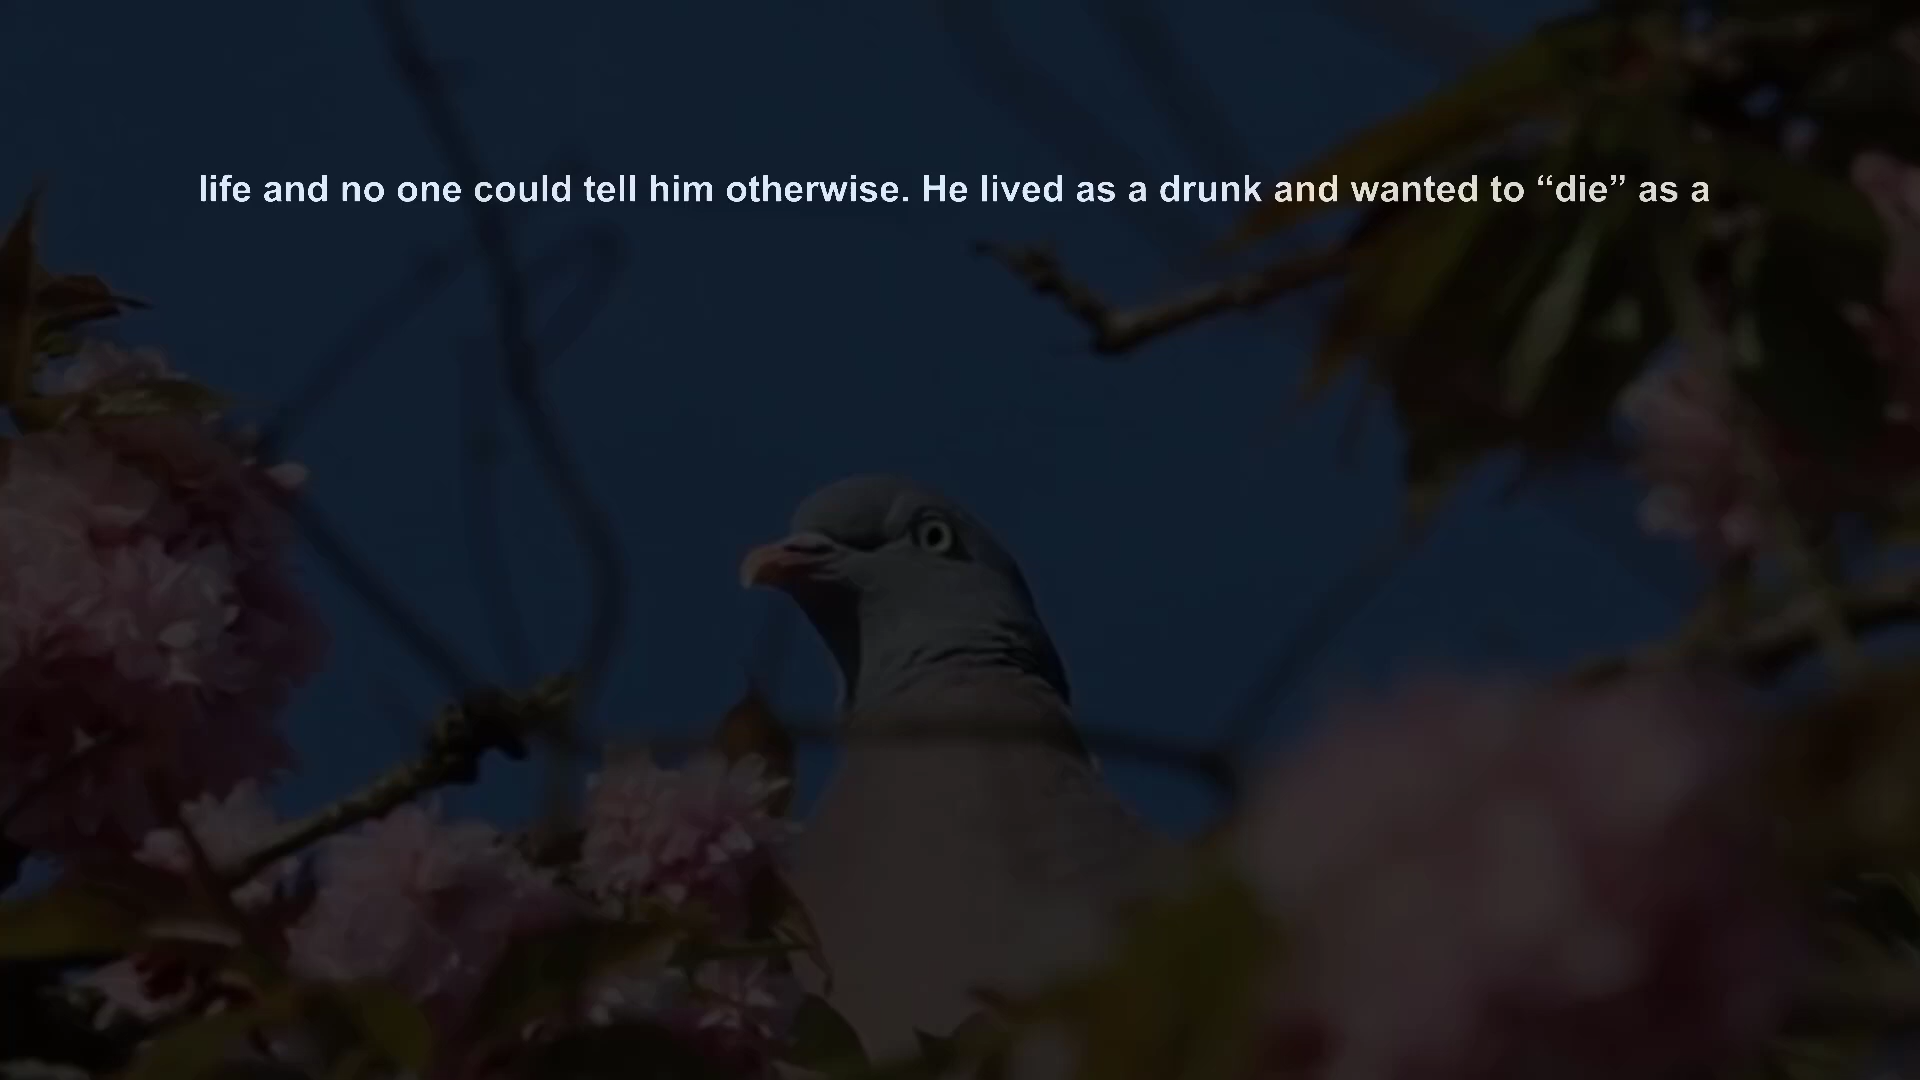 life and no one could tell him otherwise. He lived as a drunk and wanted to “die” as a